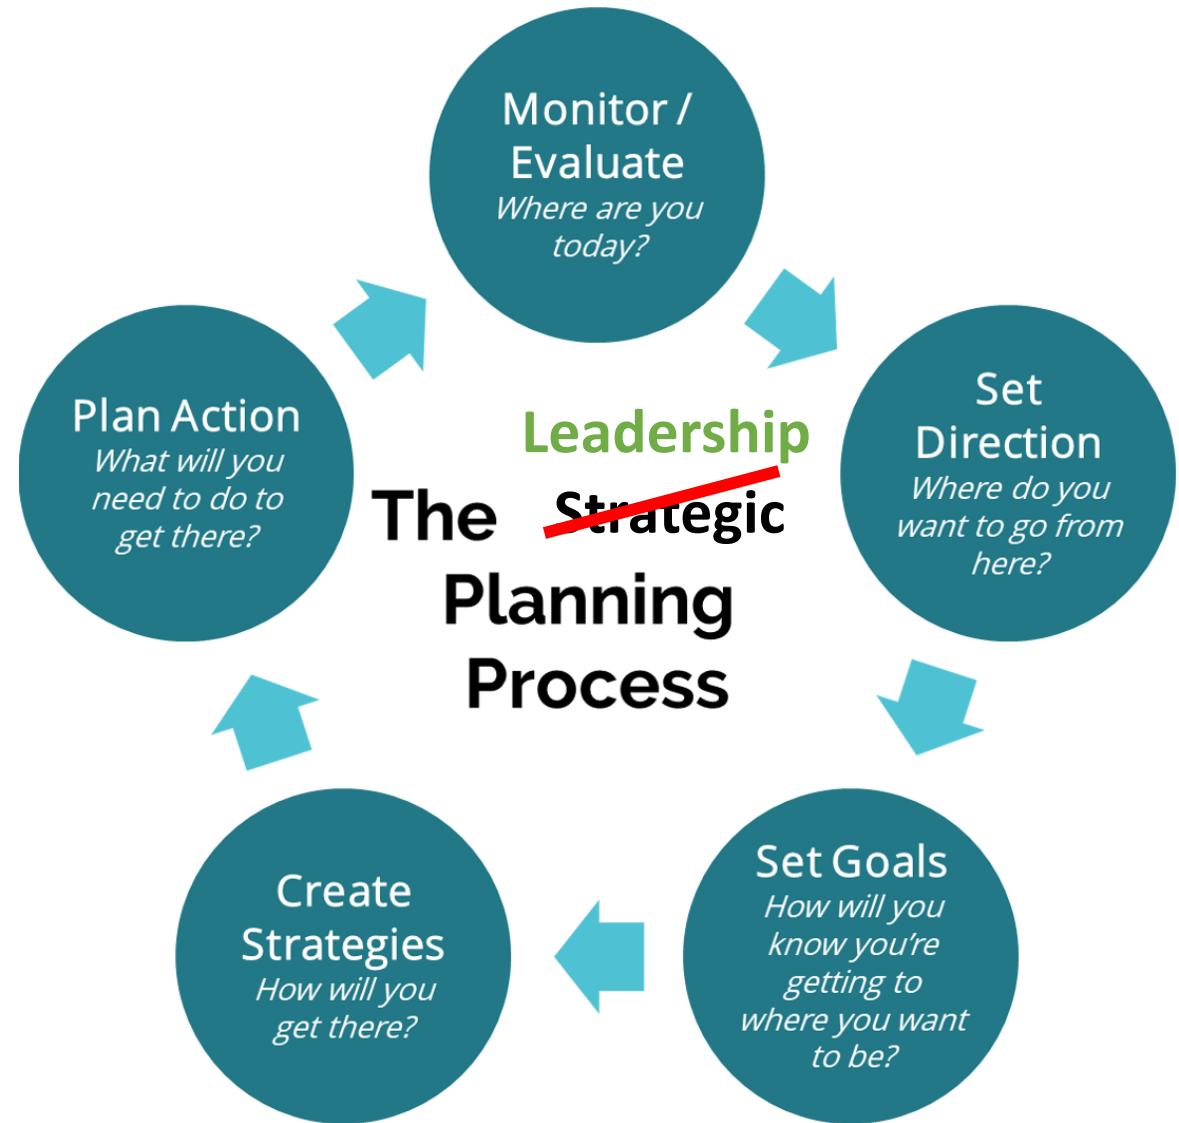 Monitor /
Evaluate
Where are you
today?
Set
Direction
Where do you
want to go from
here?
Set Goals
How will you
know you're
getting to
where you want
to be?
Create
Strategies
How will you
get there?
Plan Action
What will you
need to do to
get there?
Leadership
The Strategic
Planning
Process